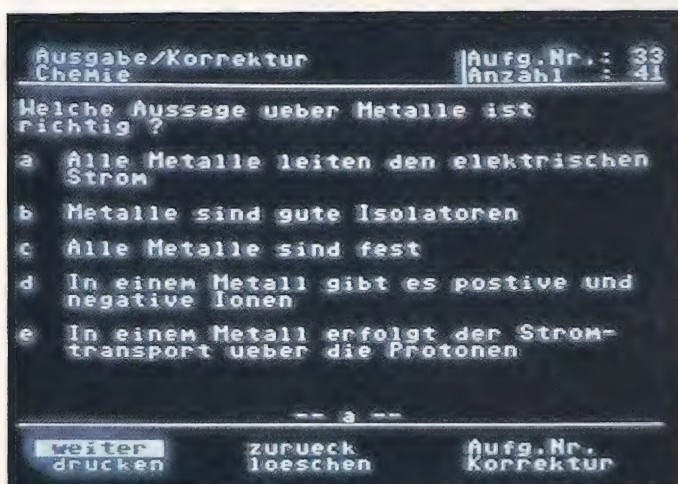 Ausgabe/Korrektur Aufg.Nr.: 33
Chemie Anzahl : 41
Welche Aussage ueber Metalle ist
richtig ?
a Alle Metalle leiten den elektrischen
Strom
b Metalle sind gute Isolatoren
c Alle Metalle sind fest
d In einem Metall gibt es postive und
negative Ionen
e In einem Metall erfolgt der Strom-
transport ueber die Protonen
-- a --
weiter zurueck Aufg.Nr.
drucken loeschen Korrektur